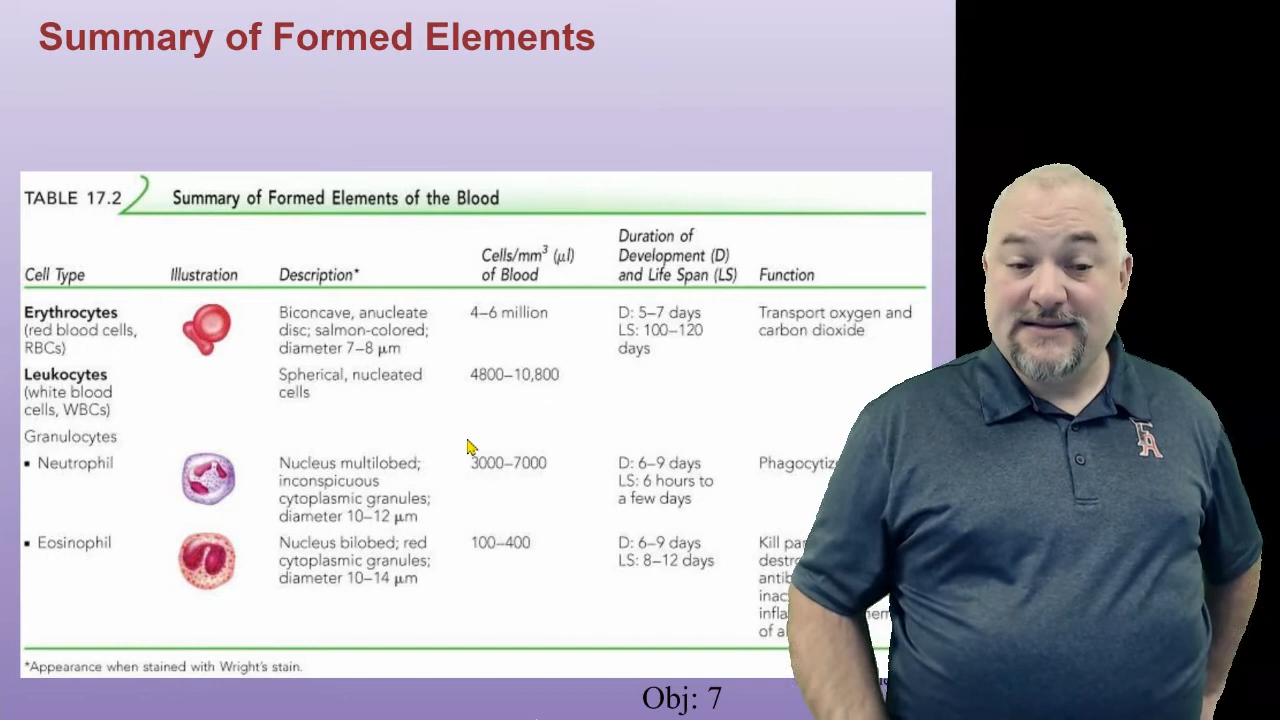 Summary of Formed Elements
TABLE 17.2
Summary of Formed Elements of the Blood
Cell Type
Illustration
Description*
Cells/mm³ (µl)
of Blood
Duration of
Development (D)
and Life Span (LS)
Function
Erythrocytes
(red blood cells,
RBCs)
Biconcave, anucleate
disc; salmon-colored;
diameter 7–8 µm
4–6 million
D: 5–7 days
LS: 100–120
days
Transport oxygen and
carbon dioxide
Leukocytes
(white blood
cells, WBCs)
Spherical, nucleated
cells
4800–10,800
Granulocytes
▪ Neutrophil
Nucleus multilobed;
inconspicuous
cytoplasmic granules;
diameter 10–12 µm
3000–7000
D: 6–9 days
LS: 6 hours to
a few days
▪ Eosinophil
Nucleus bilobed; red
cytoplasmic granules;
diameter 10–14 µm
100–400
D: 6–9 days
LS: 8–12 days
Kill
of
*Appearance when stained with Wright's stain.
Obj: 7